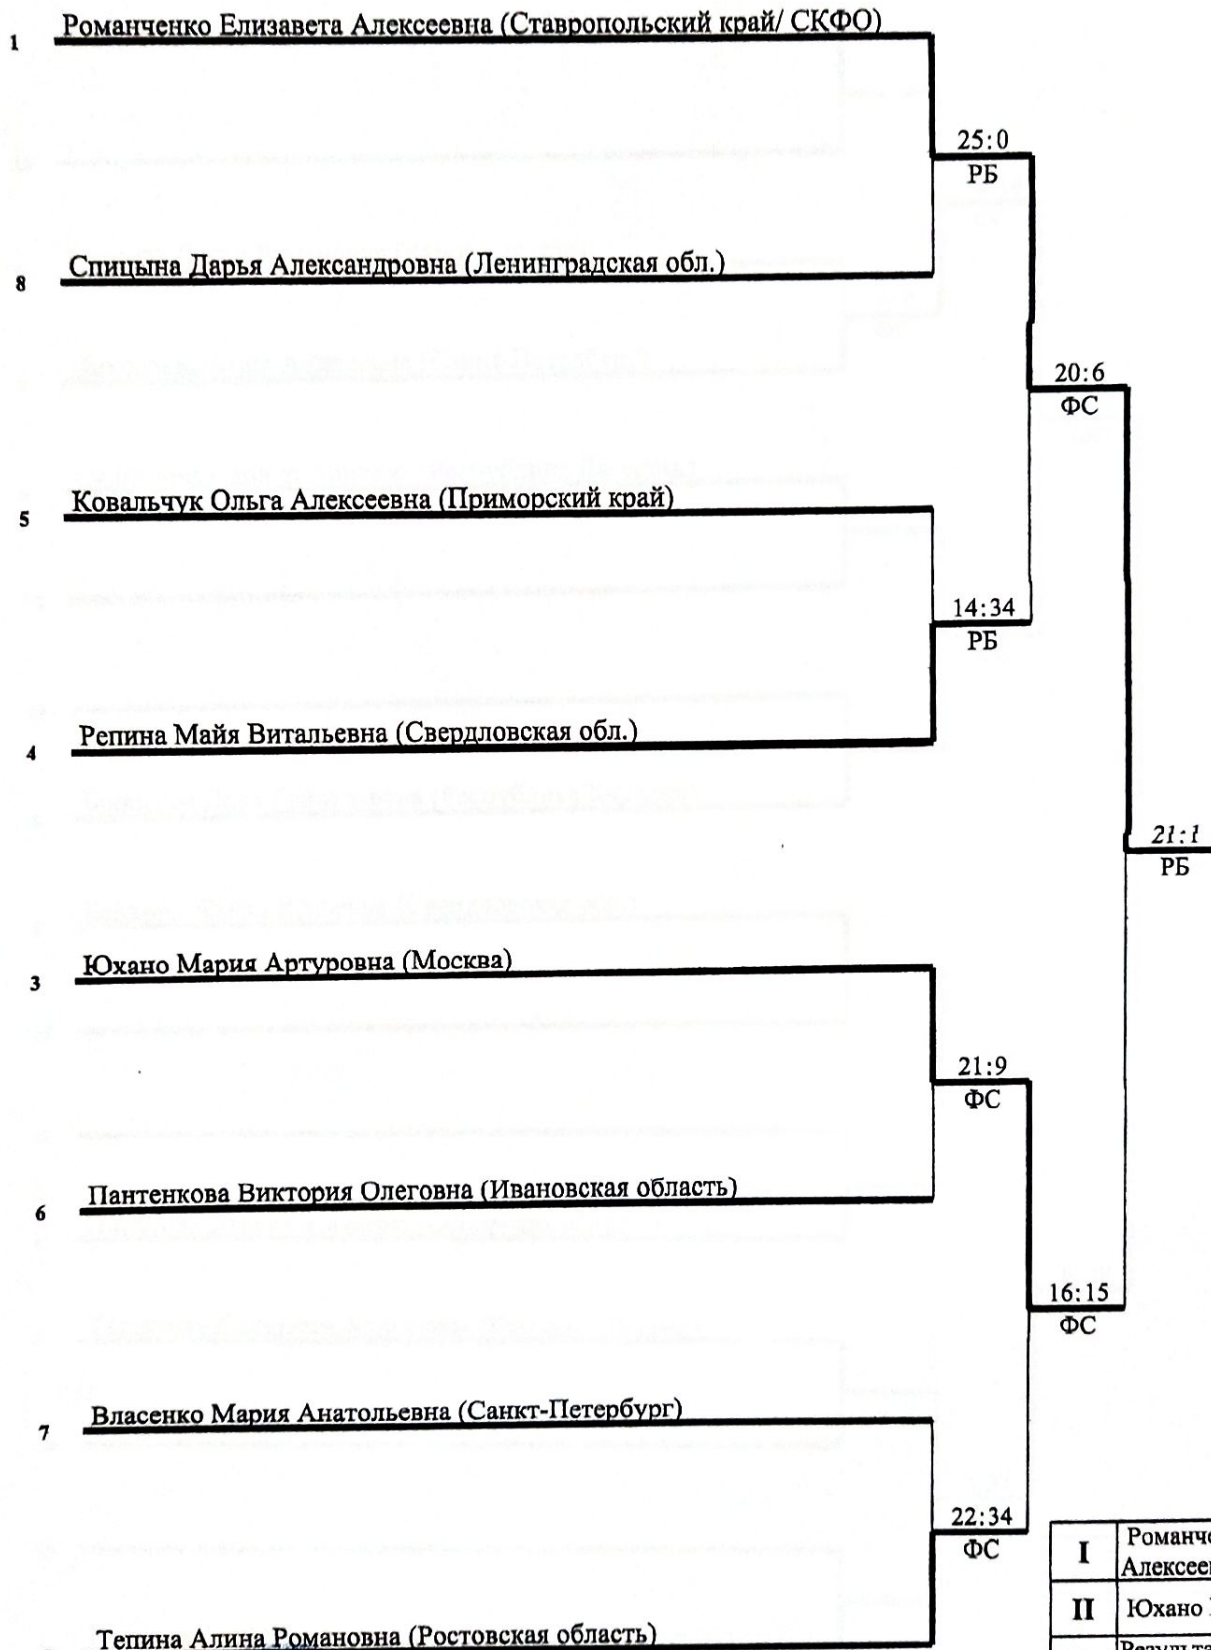 1 Романченко Елизавета Алексеевна (Ставропольский край/ СКФО)
25:0
РБ
8 Спицына Дарья Александровна (Ленинградская обл.)
20:6
ФС
5 Ковальчук Ольга Алексеевна (Приморский край)
14:34
РБ
4 Репина Майя Витальевна (Свердловская обл.)
21:1
РБ
3 Юхано Мария Артуровна (Москва)
21:9
ФС
6 Пантенкова Виктория Олеговна (Ивановская область)
16:15
ФС
7 Власенко Мария Анатольевна (Санкт-Петербург)
22:34
ФС
Тепина Алина Романовна (Ростовская область)
I Романче
Алексее
II Юхано
Результа